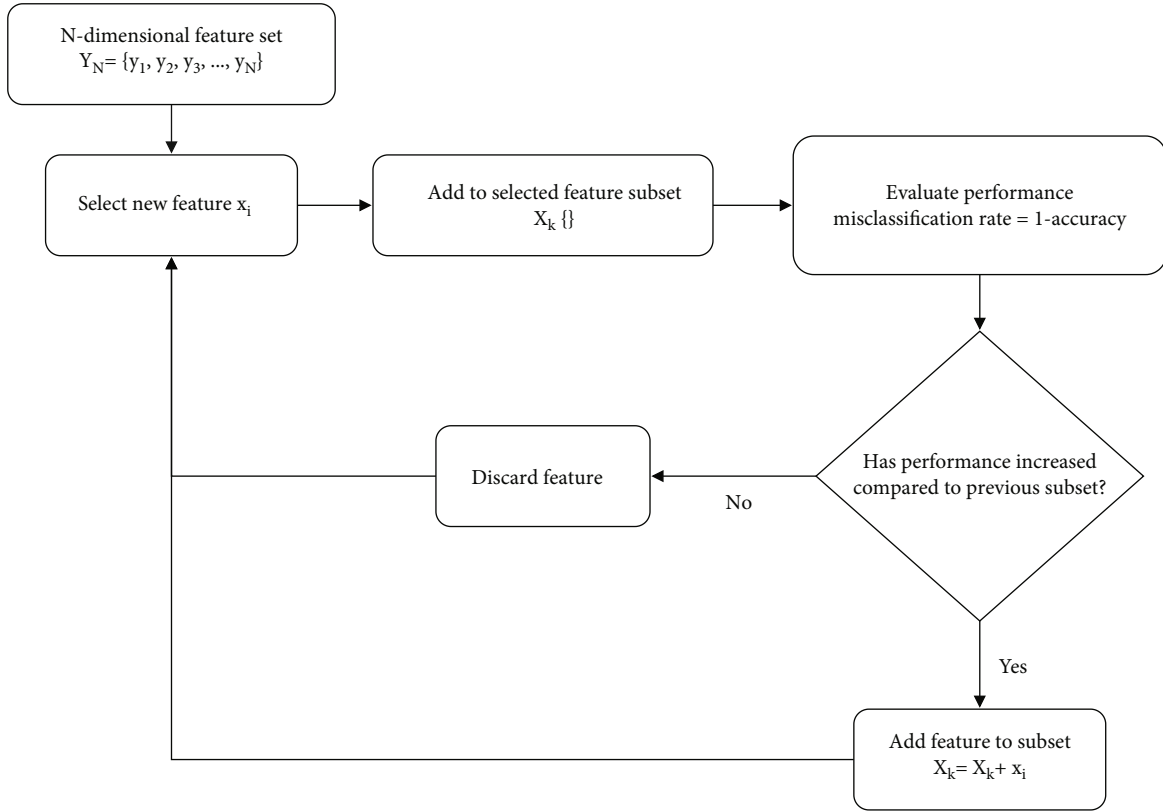 N-dimensional feature set
Y_N= {y_1, y_2, y_3, ..., y_N}
Select new feature x_i
Add to selected feature subset
X_k {}
Evaluate performance
misclassification rate = 1-accuracy
Has performance increased
compared to previous subset?
No
Discard feature
Yes
Add feature to subset
X_k= X_k+ x_i